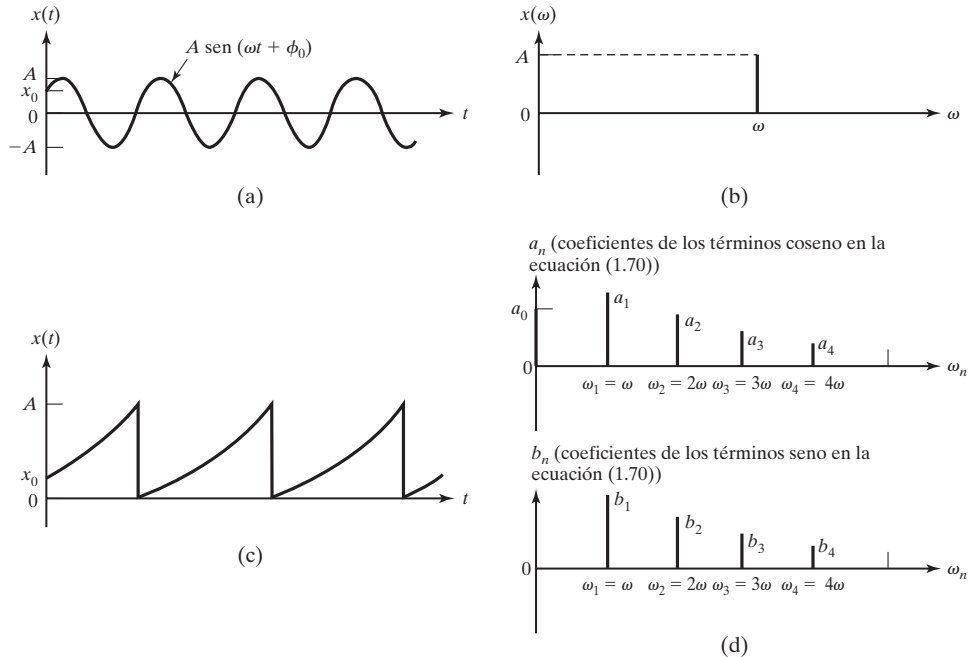 x(t)
A sen (ωt + ϕ₀)
A
x₀
0
−A
t
(a)
x(ω)
A
0
ω
ω
(b)
x(t)
A
x₀
0
t
(c)
aₙ (coeficientes de los términos coseno en la
ecuación (1.70))
a₀
a₁
a₂
a₃
a₄
0
ωₙ
ω₁ = ω ω₂ = 2ω ω₃ = 3ω ω₄ = 4ω
bₙ (coeficientes de los términos seno en la
ecuación (1.70))
b₁
b₂
b₃
b₄
0
ωₙ
ω₁ = ω ω₂ = 2ω ω₃ = 3ω ω₄ = 4ω
(d)